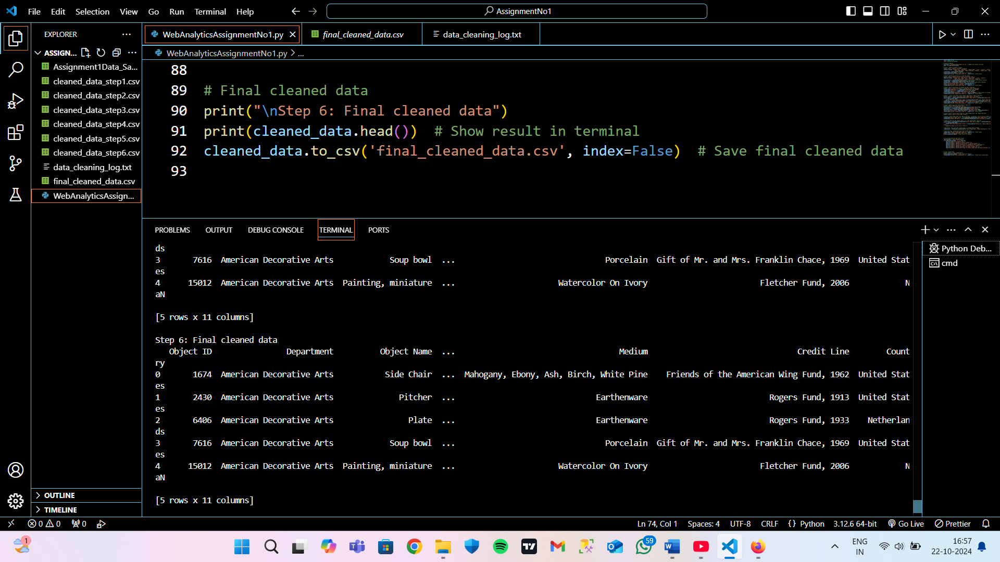 File Edit Selection View Go Run Terminal Help
AssignmentNo1
EXPLORER
ASSIGN...
Assignment1Data_Sa...
cleaned_data_step1.csv
cleaned_data_step2.csv
cleaned_data_step3.csv
cleaned_data_step4.csv
cleaned_data_step5.csv
cleaned_data_step6.csv
data_cleaning_log.txt
final_cleaned_data.csv
WebAnalyticsAssign...
OUTLINE
TIMELINE
WebAnalyticsAssignmentNo1.py final_cleaned_data.csv data_cleaning_log.txt
WebAnalyticsAssignmentNo1.py > ...
88
89 # Final cleaned data
90 print("\nStep 6: Final cleaned data")
91 print(cleaned_data.head())  # Show result in terminal
92 cleaned_data.to_csv('final_cleaned_data.csv', index=False)  # Save final cleaned data
93
PROBLEMS OUTPUT DEBUG CONSOLE TERMINAL PORTS
ds
3 7616 American Decorative Arts Soup bowl ... Porcelain Gift of Mr. and Mrs. Franklin Chace, 1969 United Stat
es
4 15012 American Decorative Arts Painting, miniature ... Watercolor On Ivory Fletcher Fund, 2006 N
aN
[5 rows x 11 columns]
Step 6: Final cleaned data
Object ID Department Object Name ... Medium Credit Line Count
ry
0 1674 American Decorative Arts Side Chair ... Mahogany, Ebony, Ash, Birch, White Pine Friends of the American Wing Fund, 1962 United Stat
es
1 2430 American Decorative Arts Pitcher ... Earthenware Rogers Fund, 1913 United Stat
es
2 6406 American Decorative Arts Plate ... Earthenware Rogers Fund, 1933 Netherlan
ds
3 7616 American Decorative Arts Soup bowl ... Porcelain Gift of Mr. and Mrs. Franklin Chace, 1969 United Stat
es
4 15012 American Decorative Arts Painting, miniature ... Watercolor On Ivory Fletcher Fund, 2006 N
aN
[5 rows x 11 columns]
Python Deb...
cmd
0 0 0 Ln 74, Col 1 Spaces: 4 UTF-8 CRLF {} Python 3.12.6 64-bit Go Live Prettier
1 59 ENG 16:57
IN 22-10-2024